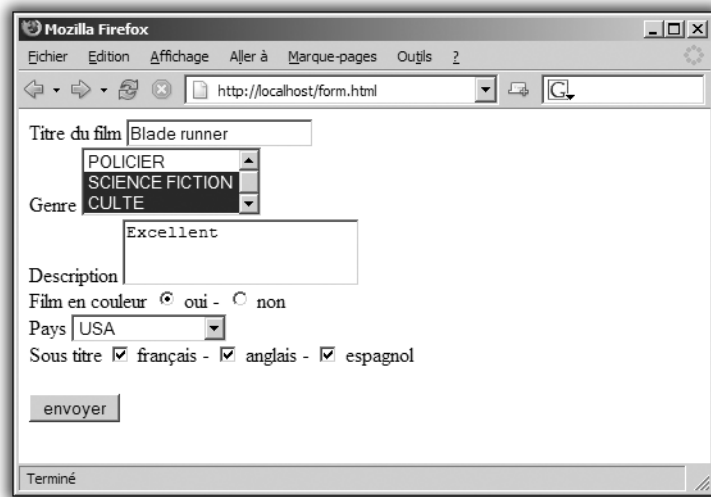 Mozilla Firefox
Fichier Edition Affichage Aller à Marque-pages Outils ?
http://localhost/form.html G
Titre du film Blade runner
POLICIER
SCIENCE FICTION
Genre CULTE
Excellent
Description
Film en couleur oui - non
Pays USA
Sous titre français - anglais - espagnol
envoyer
Terminé